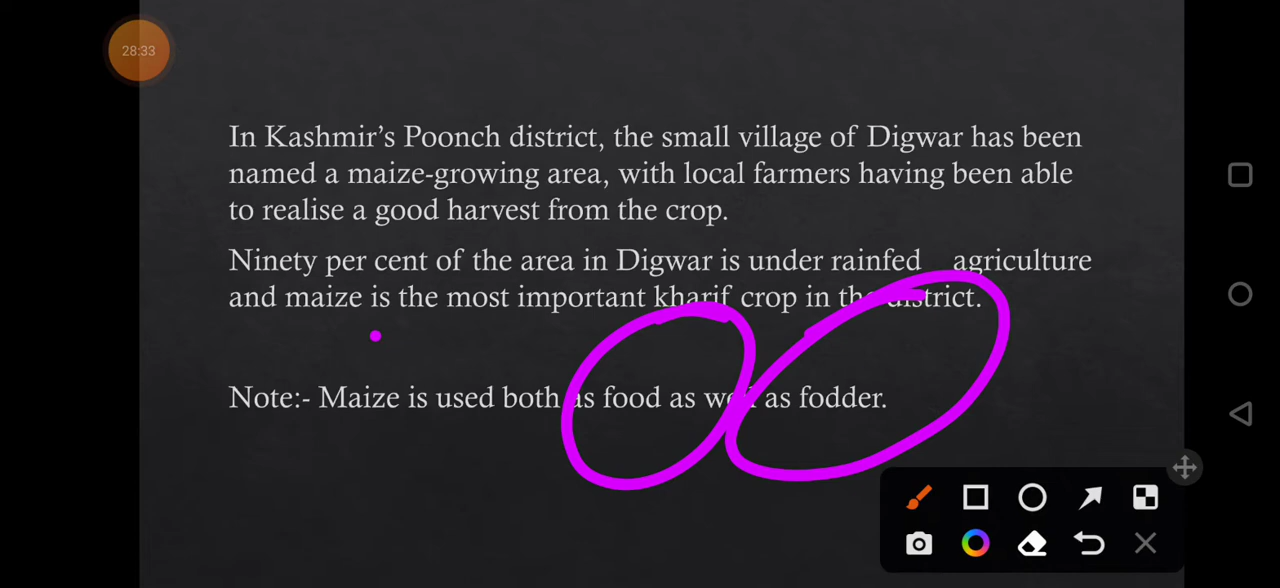 28:33
In Kashmir's Poonch district, the small village of Digwar has been
named a maize-growing area, with local farmers having been able
to realise a good harvest from the crop.
Ninety per cent of the area in Digwar is under rainfed agriculture
and maize is the most important kharif crop in the district.
Note:- Maize is used both as food as well as fodder.